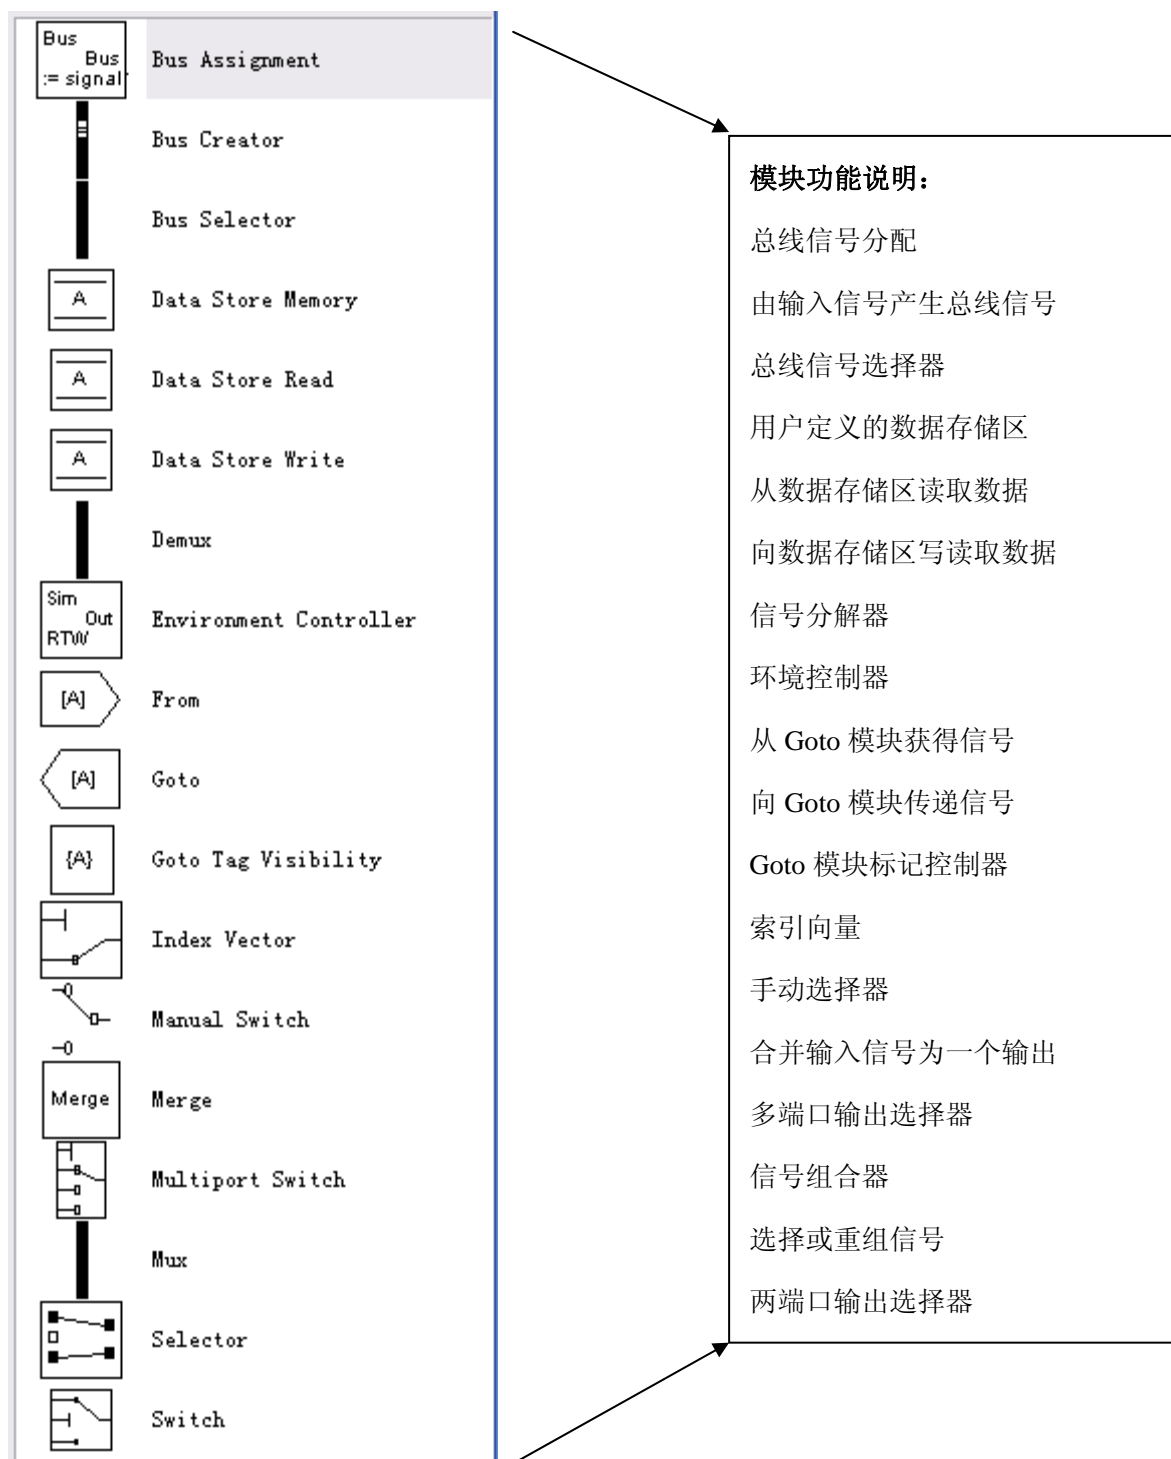 Bus
Bus
:= signal
Bus Assignment
Bus Creator
Bus Selector
A
Data Store Memory
A
Data Store Read
A
Data Store Write
Demux
Sim
Out
RTW
Environment Controller
[A]
From
[A]
Goto
{A}
Goto Tag Visibility
Index Vector
Manual Switch
Merge
Merge
Multiport Switch
Mux
Selector
Switch
模块功能说明：
总线信号分配
由输入信号产生总线信号
总线信号选择器
用户定义的数据存储区
从数据存储区读取数据
向数据存储区写读取数据
信号分解器
环境控制器
从 Goto 模块获得信号
向 Goto 模块传递信号
Goto 模块标记控制器
索引向量
手动选择器
合并输入信号为一个输出
多端口输出选择器
信号组合器
选择或重组信号
两端口输出选择器